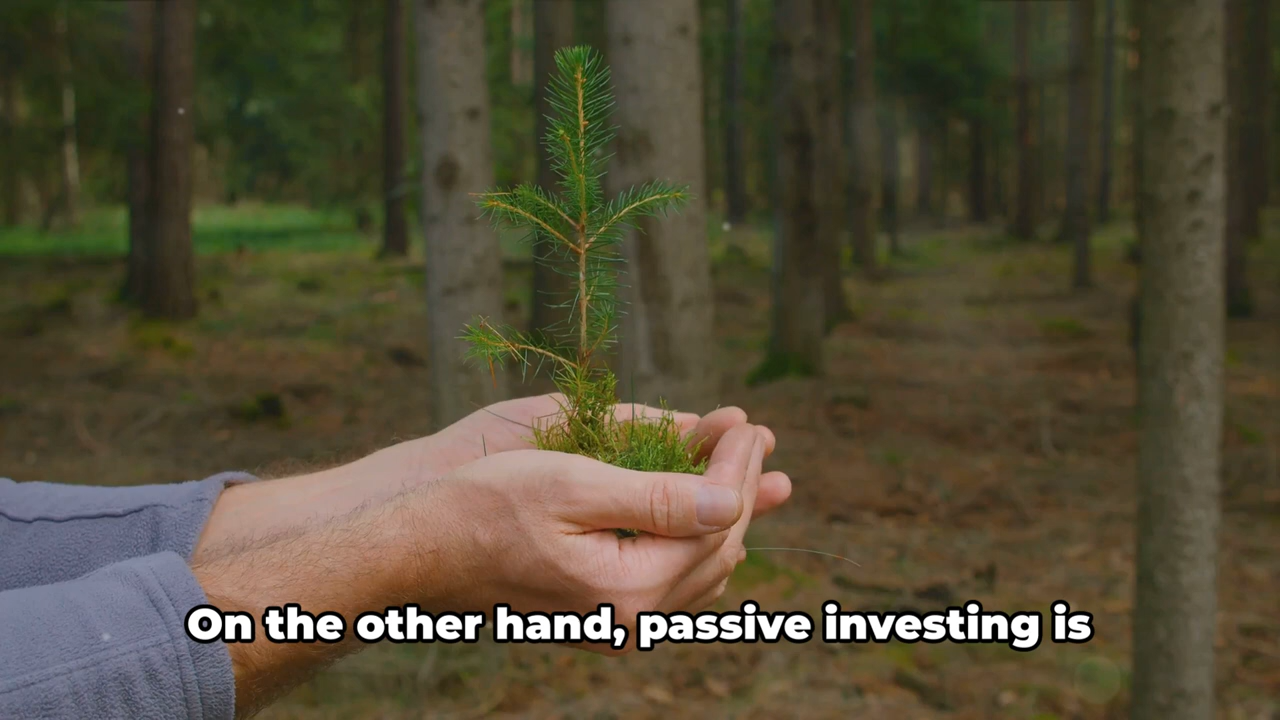 On the other hand, passive investing is